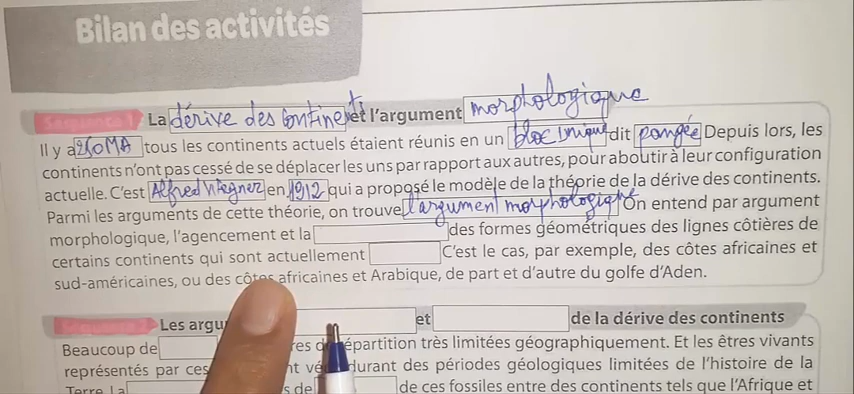 Bilan des activités
Séquence 1 La dérive des continents et l'argument morphologique
Il y a 250MA tous les continents actuels étaient réunis en un bloc unique dit pangée Depuis lors, les
continents n'ont pas cessé de se déplacer les uns par rapport aux autres, pour aboutir à leur configuration
actuelle. C'est Alfred Wegner en 1912 qui a proposé le modèle de la théorie de la dérive des continents.
Parmi les arguments de cette théorie, on trouve l'argument morphologique On entend par argument
morphologique, l'agencement et la des formes géométriques des lignes côtières de
certains continents qui sont actuellement C'est le cas, par exemple, des côtes africaines et
sud-américaines, ou des côtes africaines et Arabique, de part et d'autre du golfe d'Aden.
Les et de la dérive des continents
Beaucoup de répartition très limitées géographiquement. Et les êtres vivants
représentés par ces durant des périodes géologiques limitées de l'histoire de la
Terre. La de de ces fossiles entre des continents tels que l'Afrique et